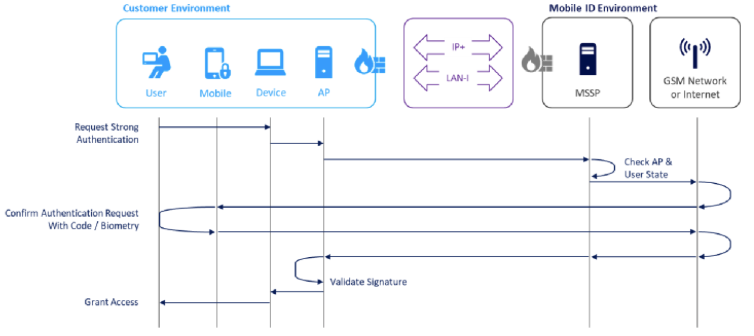 Customer Environment
Mobile ID Environment
IP+
LAN-I
User
Mobile
Device
AP
MSSP
GSM Network
or Internet
Request Strong
Authentication
Check AP &
User State
Confirm Authentication Request
With Code / Biometry
Validate Signature
Grant Access